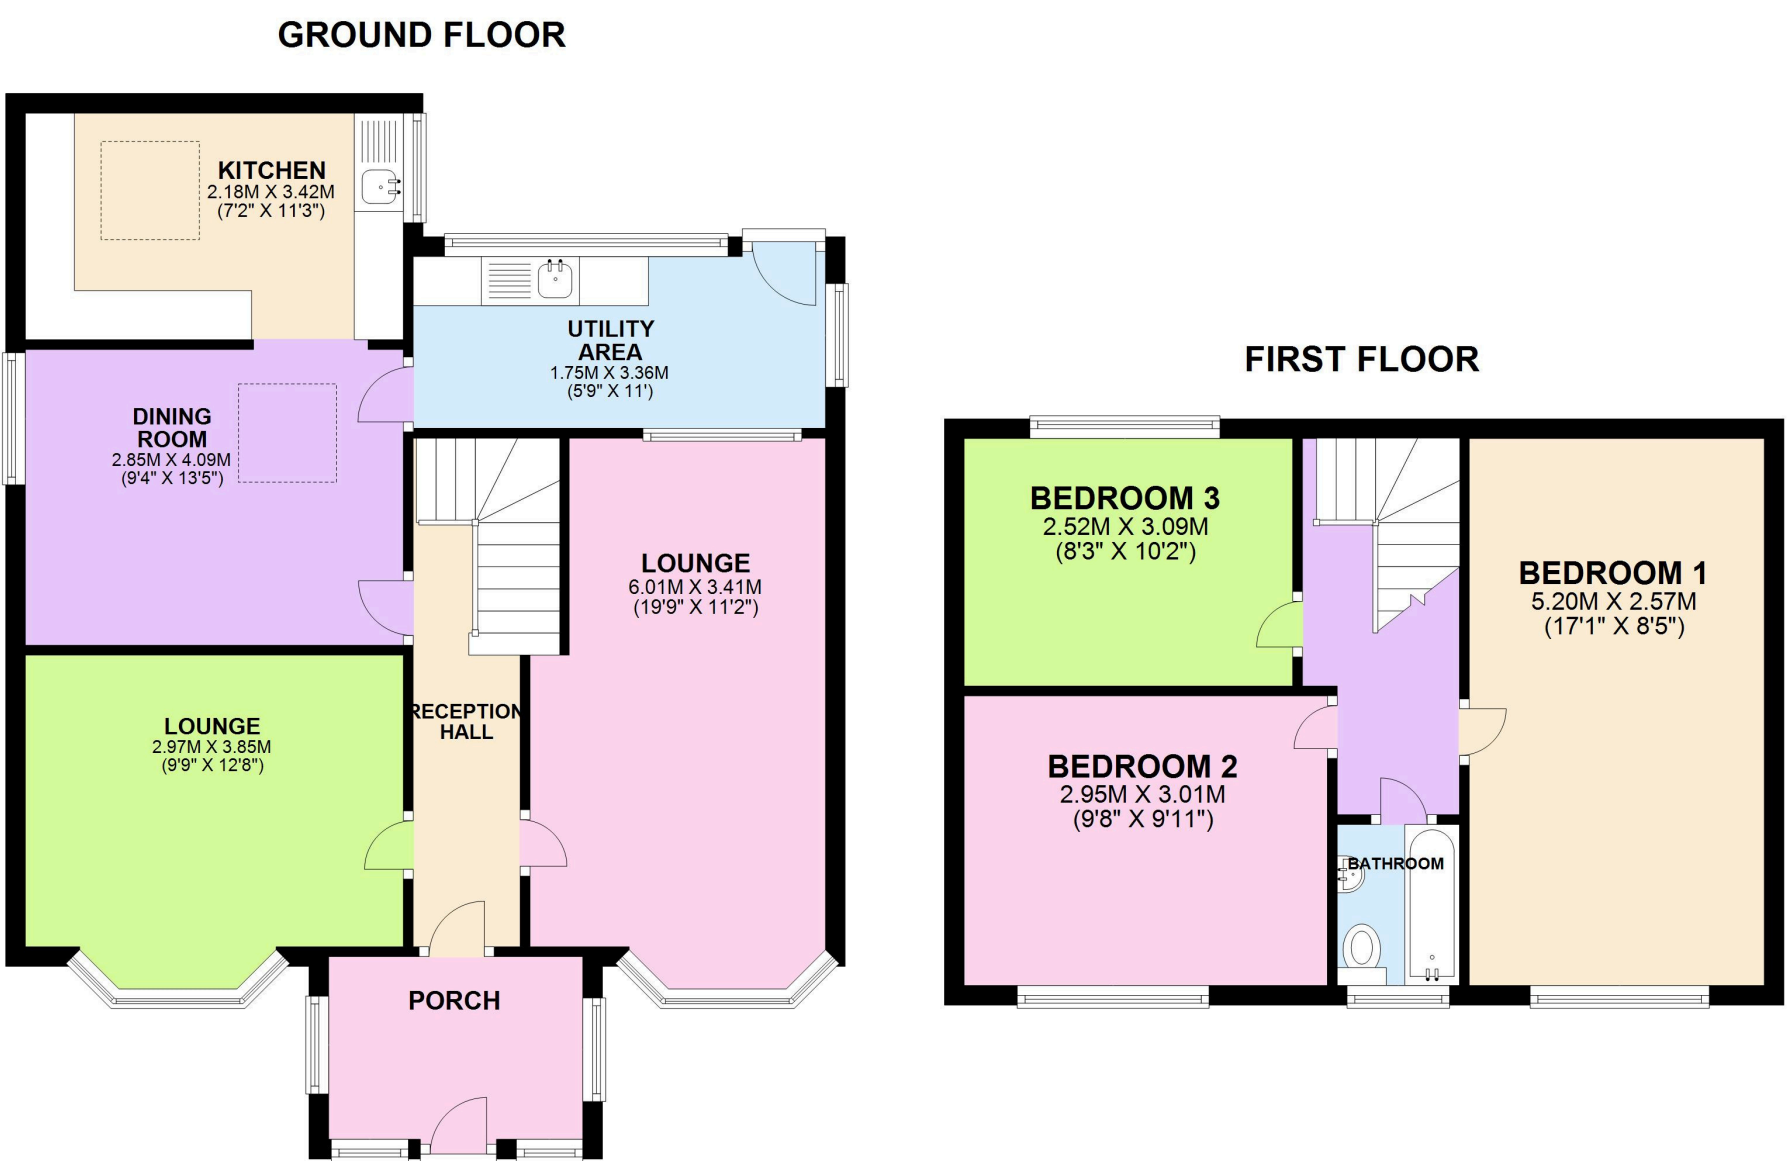 GROUND FLOOR
KITCHEN
2.18M X 3.42M
(7'2" X 11'3")
UTILITY
AREA
1.75M X 3.36M
(5'9" X 11')
DINING
ROOM
2.85M X 4.09M
(9'4" X 13'5")
LOUNGE
6.01M X 3.41M
(19'9" X 11'2")
LOUNGE
2.97M X 3.85M
(9'9" X 12'8")
RECEPTION
HALL
PORCH
FIRST FLOOR
BEDROOM 3
2.52M X 3.09M
(8'3" X 10'2")
BEDROOM 1
5.20M X 2.57M
(17'1" X 8'5")
BEDROOM 2
2.95M X 3.01M
(9'8" X 9'11")
BATHROOM